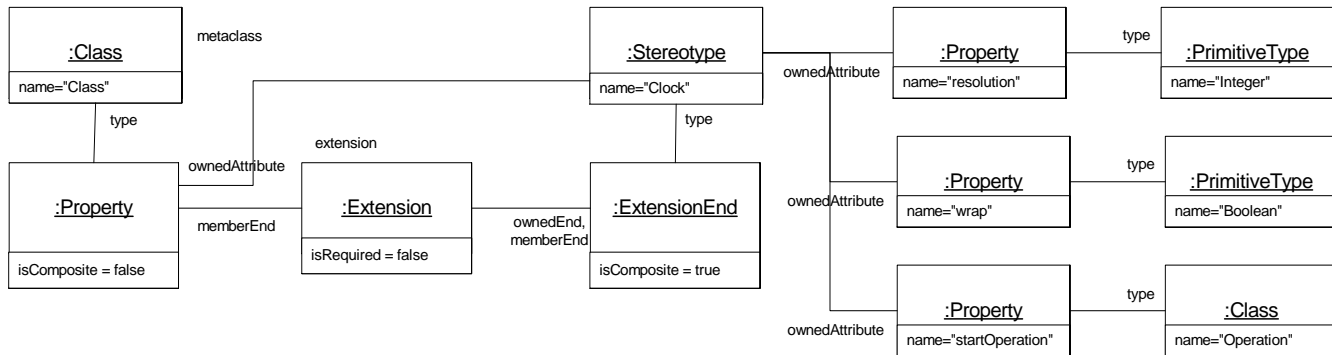 :Class
name="Class"
metaclass
:Stereotype
name="Clock"
ownedAttribute
:Property
name="resolution"
type
:PrimitiveType
name="Integer"
type
extension
type
ownedAttribute
:Property
isComposite = false
memberEnd
:Extension
isRequired = false
ownedEnd,
memberEnd
:ExtensionEnd
isComposite = true
ownedAttribute
:Property
name="wrap"
type
:PrimitiveType
name="Boolean"
ownedAttribute
:Property
name="startOperation"
type
:Class
name="Operation"